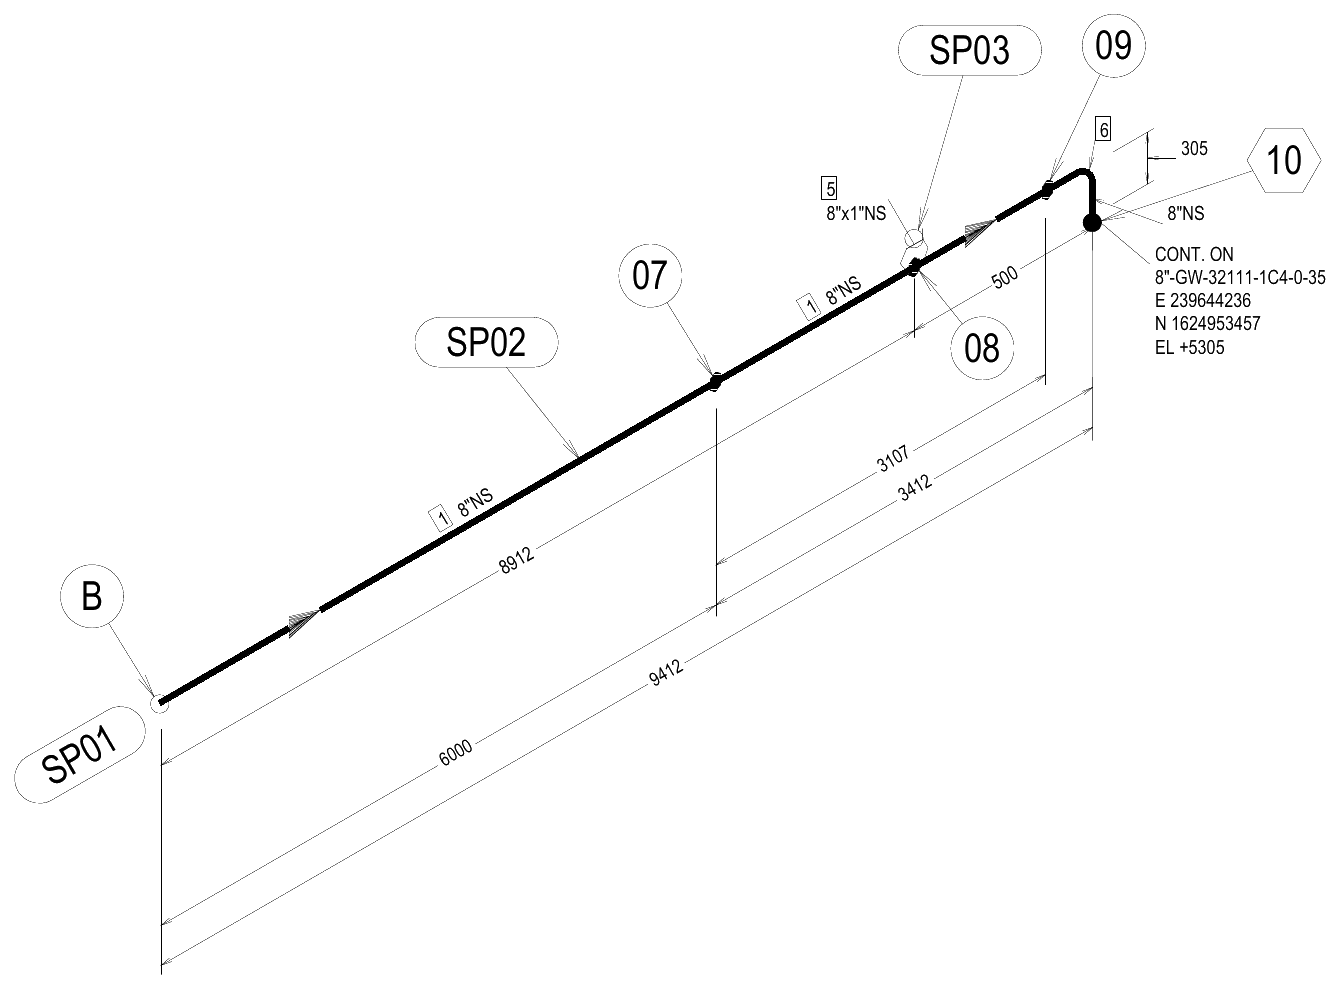 SP03
09
6
305
10
5
8"x1"NS
8"NS
CONT. ON
8"-GW-32111-1C4-0-35
E 239644236
N 1624953457
EL +5305
07
500
1 8"NS
SP02
08
3107
3412
1 8"NS
8912
B
9412
SP01
6000